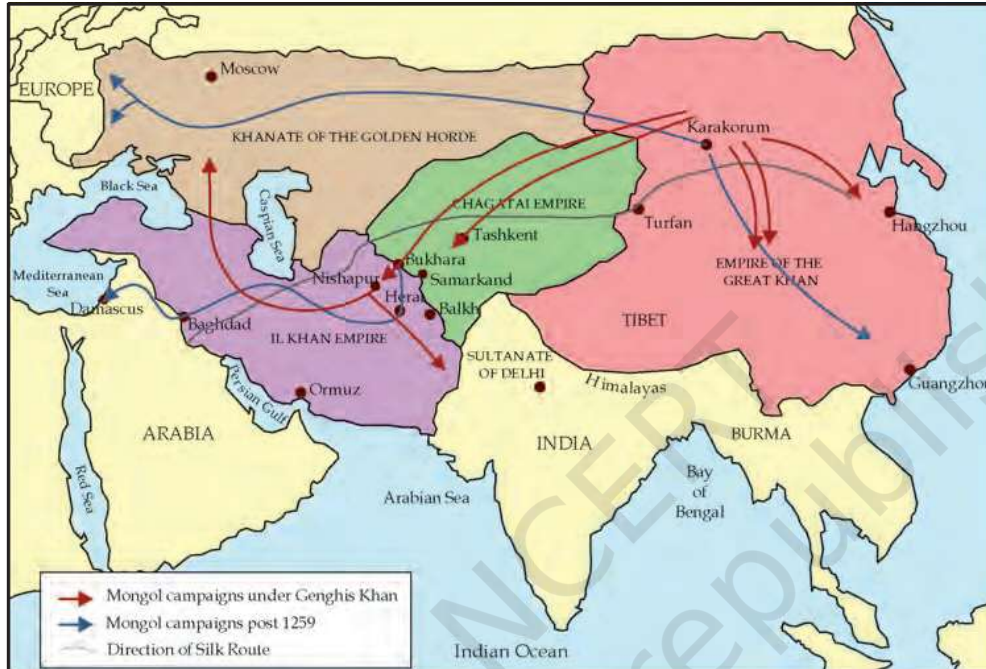 Moscow
EUROPE
KHANATE OF THE GOLDEN HORDE
Karakorum
Black Sea
Caspian Sea
CHAGATAI EMPIRE
Turfan
Hangzhou
Tashkent
Bukhara
Mediterranean
Sea
Nishapur
Samarkand
EMPIRE OF THE
GREAT KHAN
Damascus
Herat
Balkh
Baghdad
IL KHAN EMPIRE
TIBET
SULTANATE
OF DELHI
Himalayas
Guangzhou
Persian Gulf
Ormuz
ARABIA
INDIA
BURMA
Red Sea
Arabian Sea
Bay
of
Bengal
Mongol campaigns under Genghis Khan
Mongol campaigns post 1259
Direction of Silk Route
Indian Ocean
NCERT
republis